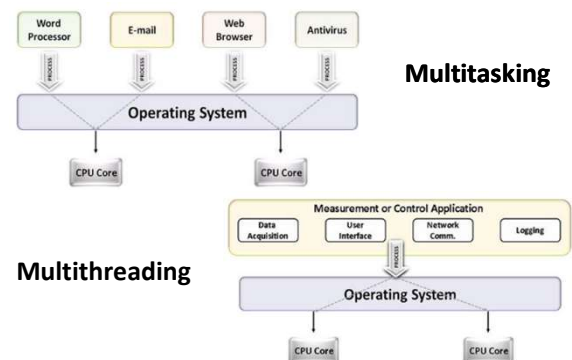 Word
Processor
E-mail
Web
Browser
Antivirus
PROCESS
PROCESS
PROCESS
PROCESS
Multitasking
Operating System
CPU Core
CPU Core
Measurement or Control Application
Data
Acquisition
User
Interface
Network
Comm.
Logging
PROCESS
Multithreading
Operating System
CPU Core
CPU Core